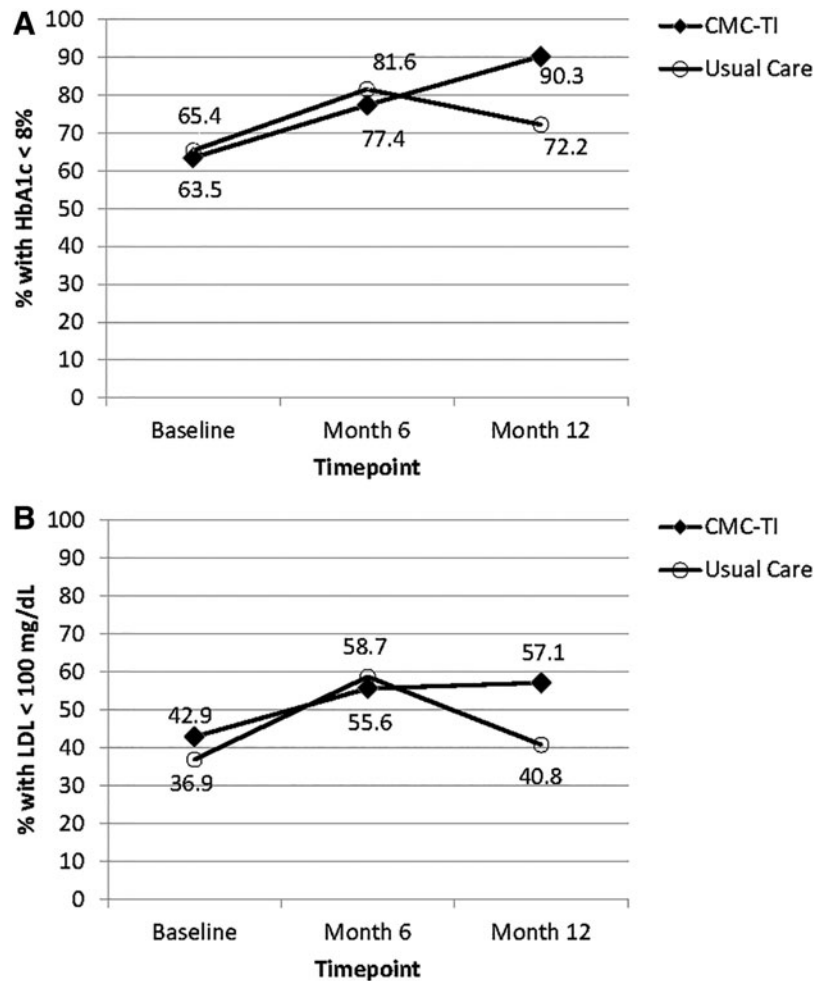 A
100
90
80
70
60
50
40
30
20
10
0
% with HbA1c < 8%
65.4
63.5
81.6
77.4
90.3
72.2
Baseline
Month 6
Month 12
Timepoint
CMC-TI
Usual Care
B
100
90
80
70
60
50
40
30
20
10
0
% with LDL < 100 mg/dL
42.9
36.9
58.7
55.6
57.1
40.8
Baseline
Month 6
Month 12
Timepoint
CMC-TI
Usual Care